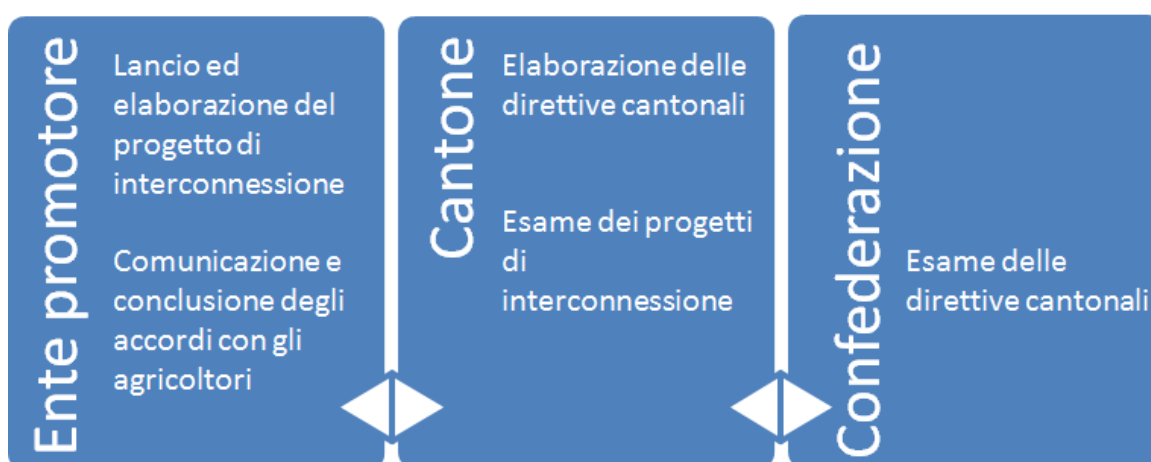 Ente promotore
Lancio ed
elaborazione del
progetto di
interconnessione
Comunicazione e
conclusione degli
accordi con gli
agricoltori
Cantone
Elaborazione delle
direttive cantonali
Esame dei progetti
di
interconnessione
Confederazione
Esame delle
direttive cantonali